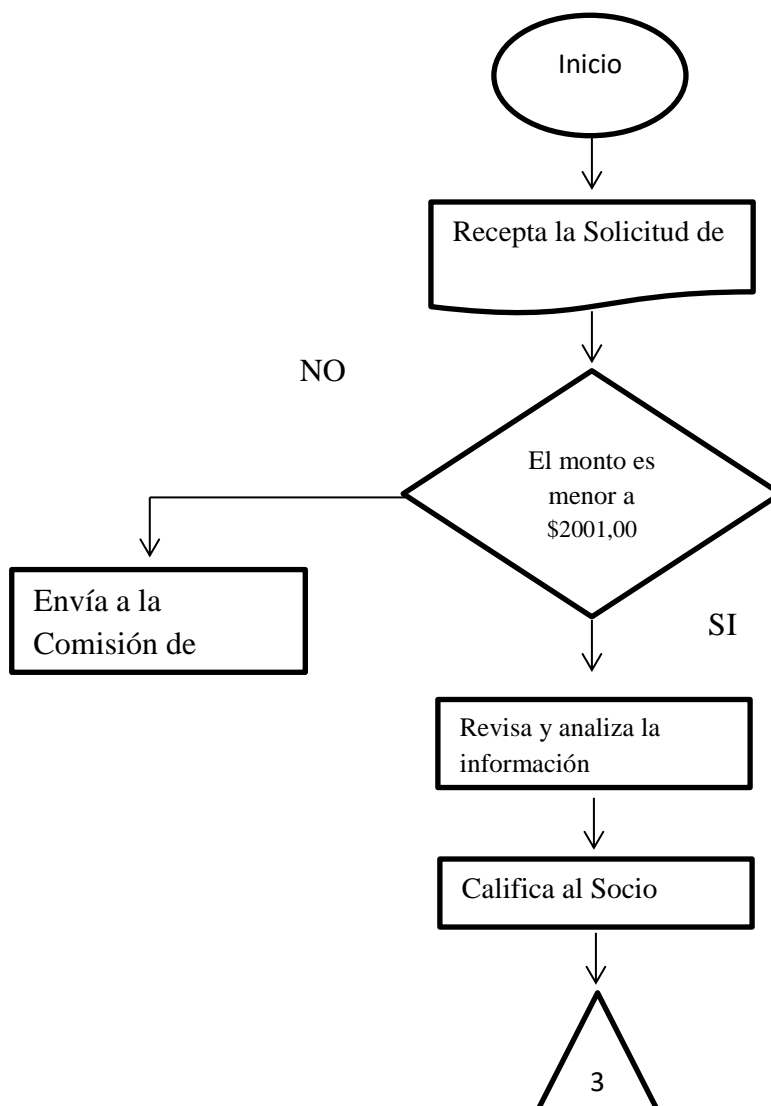 Inicio
Recepta la Solicitud de
NO
El monto es
menor a
$2001,00
Envía a la
Comisión de
SI
Revisa y analiza la
información
Califica al Socio
3